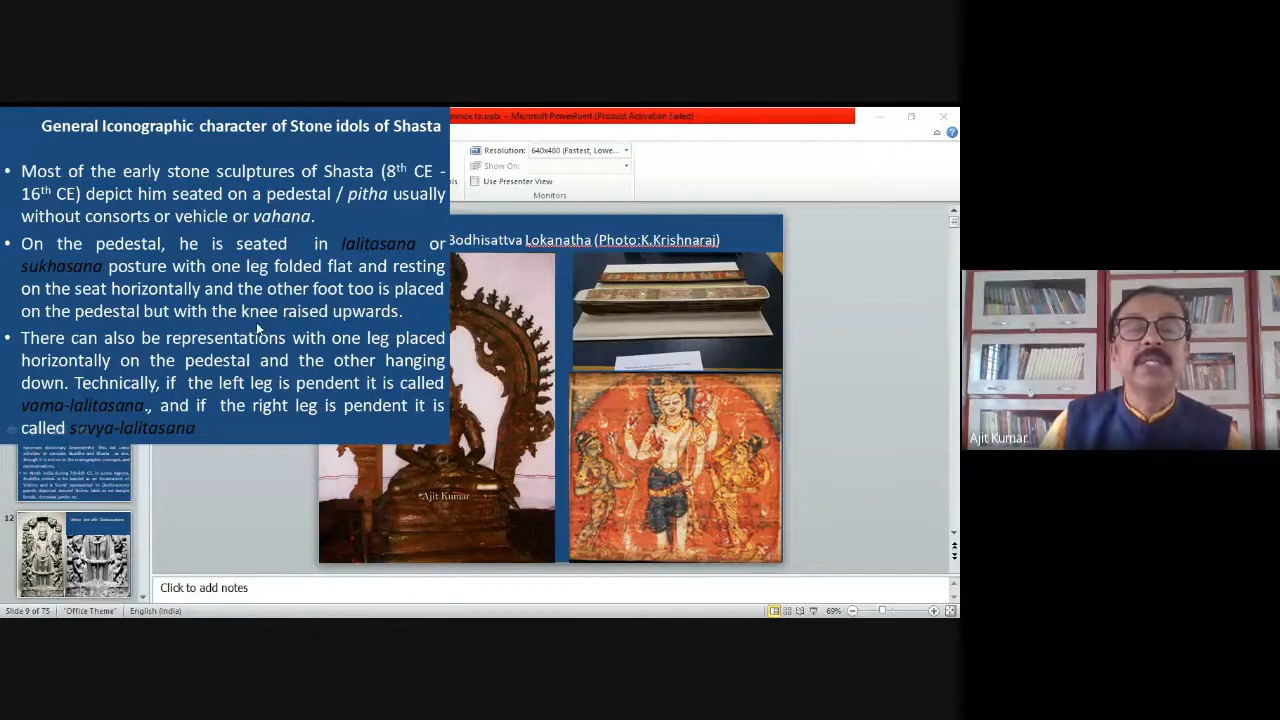 General Iconographic character of Stone idols of Shasta
• Most of the early stone sculptures of Shasta (8th CE -
16th CE) depict him seated on a pedestal / pitha usually
without consorts or vehicle or vahana.
• On the pedestal, he is seated in lalitasana or
sukhasana posture with one leg folded flat and resting
on the seat horizontally and the other foot too is placed
on the pedestal but with the knee raised upwards.
• There can also be representations with one leg placed
horizontally on the pedestal and the other hanging
down. Technically, if the left leg is pendent it is called
vama-lalitasana., and if the right leg is pendent it is
called savya-lalitasana
ence to.pptx - Microsoft PowerPoint (Product Activation Failed)
Resolution: 640x480 (Fastest, Lowe...
Show On:
Use Presenter View
Monitors
Bodhisattva Lokanatha (Photo:K.Krishnaraj)
Ajit Kumar
12
Click to add notes
Slide 9 of 75
"Office Theme"
English (India)
69%
Ajit Kumar